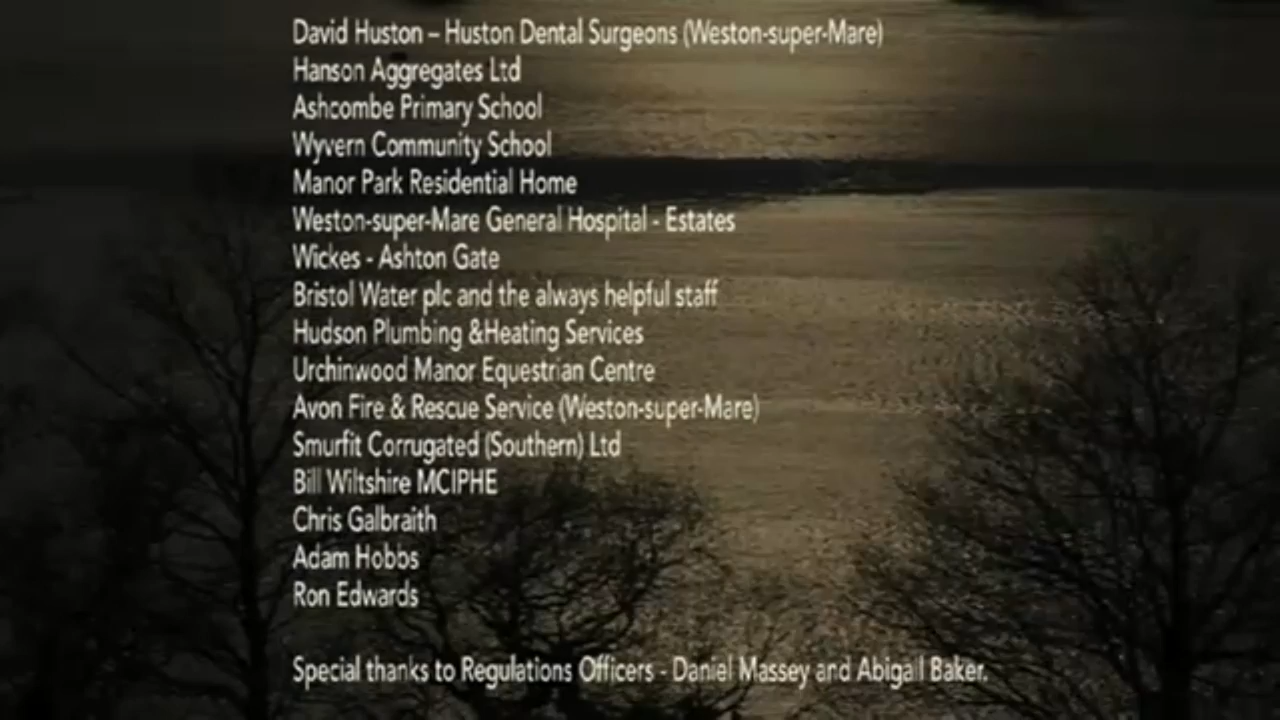 David Huston – Huston Dental Surgeons (Weston-super-Mare)
Hanson Aggregates Ltd
Ashcombe Primary School
Wyvern Community School
Manor Park Residential Home
Weston-super-Mare General Hospital - Estates
Wickes - Ashton Gate
Bristol Water plc and the always helpful staff
Hudson Plumbing &Heating Services
Urchinwood Manor Equestrian Centre
Avon Fire & Rescue Service (Weston-super-Mare)
Smurfit Corrugated (Southern) Ltd
Bill Wiltshire MCIPHE
Chris Galbraith
Adam Hobbs
Ron Edwards
Special thanks to Regulations Officers - Daniel Massey and Abigail Baker.